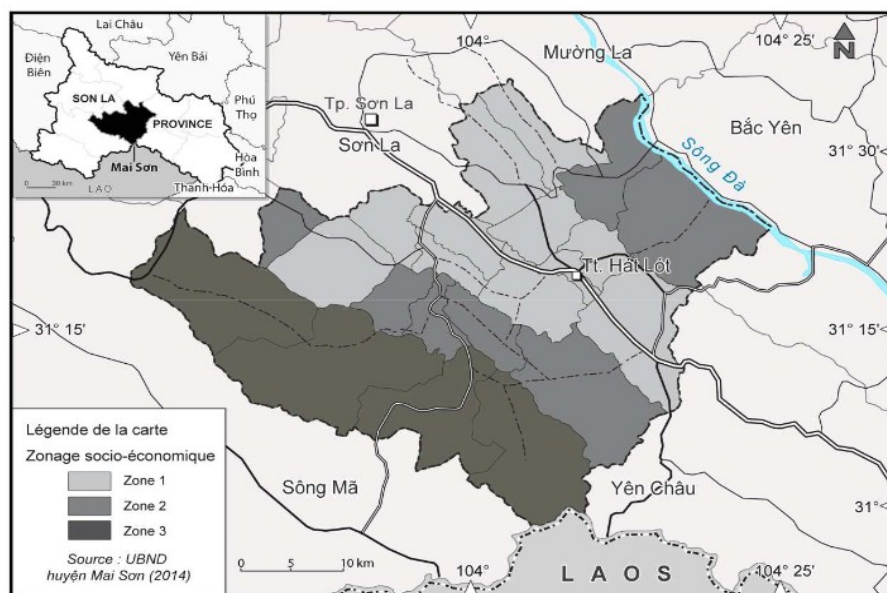 Lai Châu
Điện
Biên
Yên Bái
SON LA
PROVINCE
Phú
Thọ
Mai Sơn
Hòa
Bình
Thanh-Hóa
0 30 km
LAO
104°
104° 25'
Mường La
N
Tp. Sơn La
Sơn La
Bắc Yên
31° 30'
Sông Đà
Tt. Hát Lót
31° 15'
31° 15'
Légende de la carte
Zonage socio-économique
Zone 1
Zone 2
Zone 3
Source : UBND
huyện Mai Sơn (2014)
Sông Mã
Yên Châu
31°
0 5 10 km
104°
104° 25'
LAOS